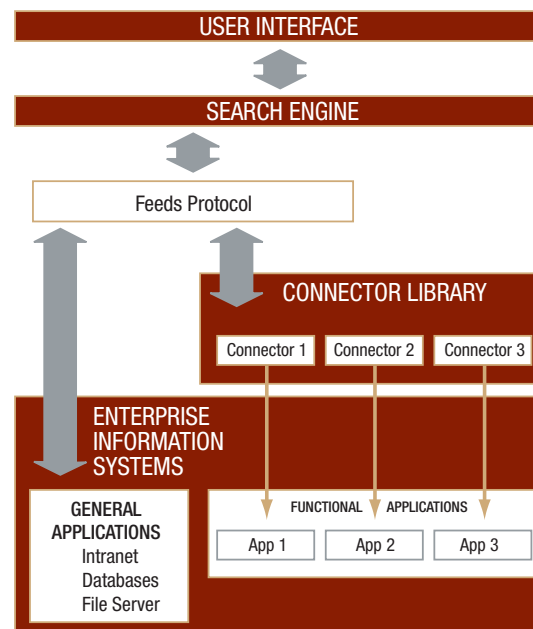 USER INTERFACE
SEARCH ENGINE
Feeds Protocol
CONNECTOR LIBRARY
Connector 1
Connector 2
Connector 3
ENTERPRISE
INFORMATION
SYSTEMS
GENERAL
APPLICATIONS
Intranet
Databases
File Server
FUNCTIONAL APPLICATIONS
App 1
App 2
App 3